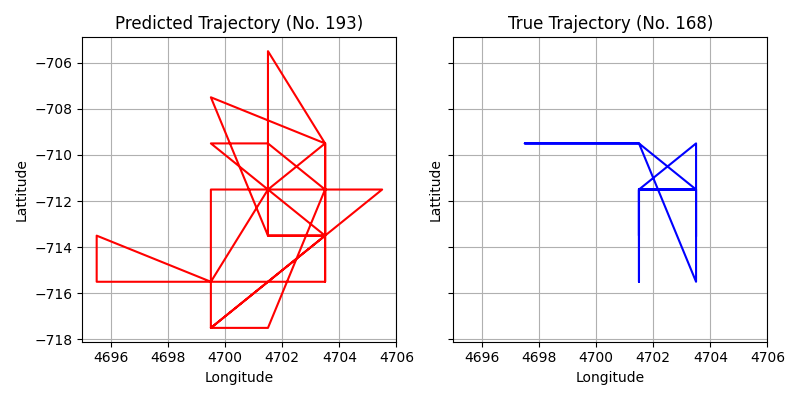 Predicted Trajectory (No. 193)
True Trajectory (No. 168)
−706
−708
−710
−712
−714
−716
−718
Lattitude
Lattitude
4696 4698 4700 4702 4704 4706
4696 4698 4700 4702 4704 4706
Longitude
Longitude